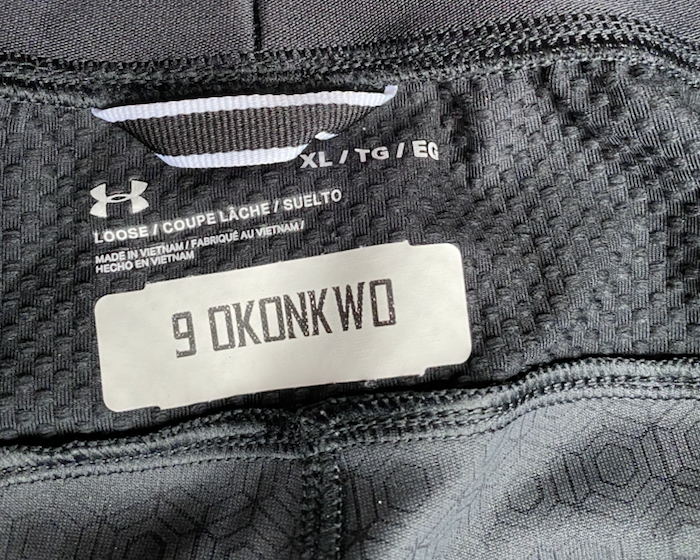 XL / TG / EG
LOOSE / COUPE LÂCHE / SUELTO
MADE IN VIETNAM / FABRIQUÉ AU VIETNAM /
HECHO EN VIETNAM
9 OKONKWO